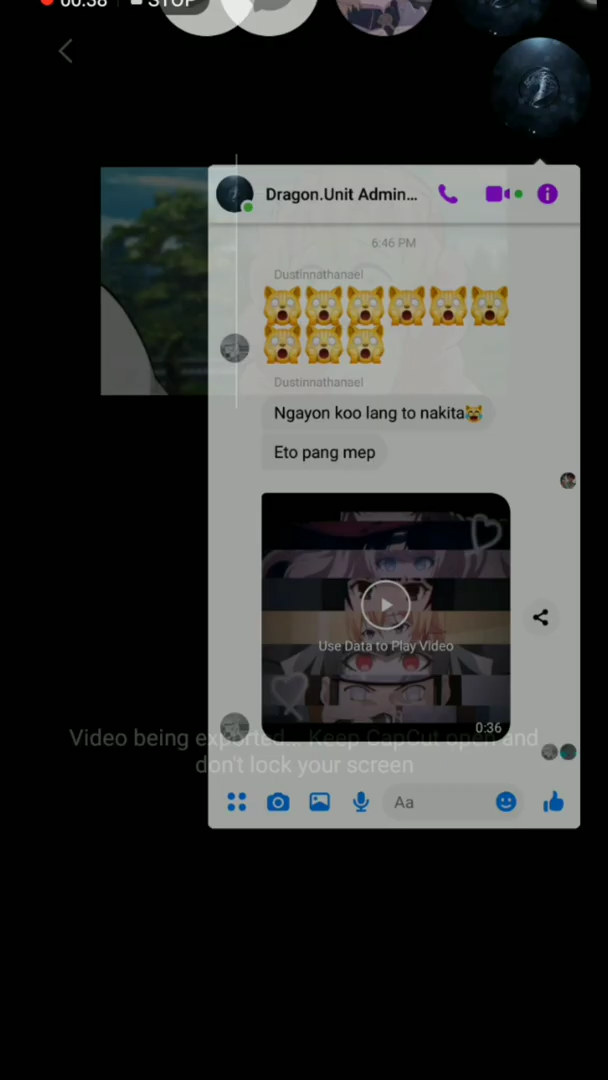 00:38 STOP
Dragon.Unit Admin...
6:46 PM
Dustinnathanael
🙀🙀🙀🙀🙀🙀
🙀🙀🙀
Dustinnathanael
Ngayon koo lang to nakita😹
Eto pang mep
Use Data to Play Video
0:36
Video being exported... Keep CapCut open and
don't lock your screen
Aa